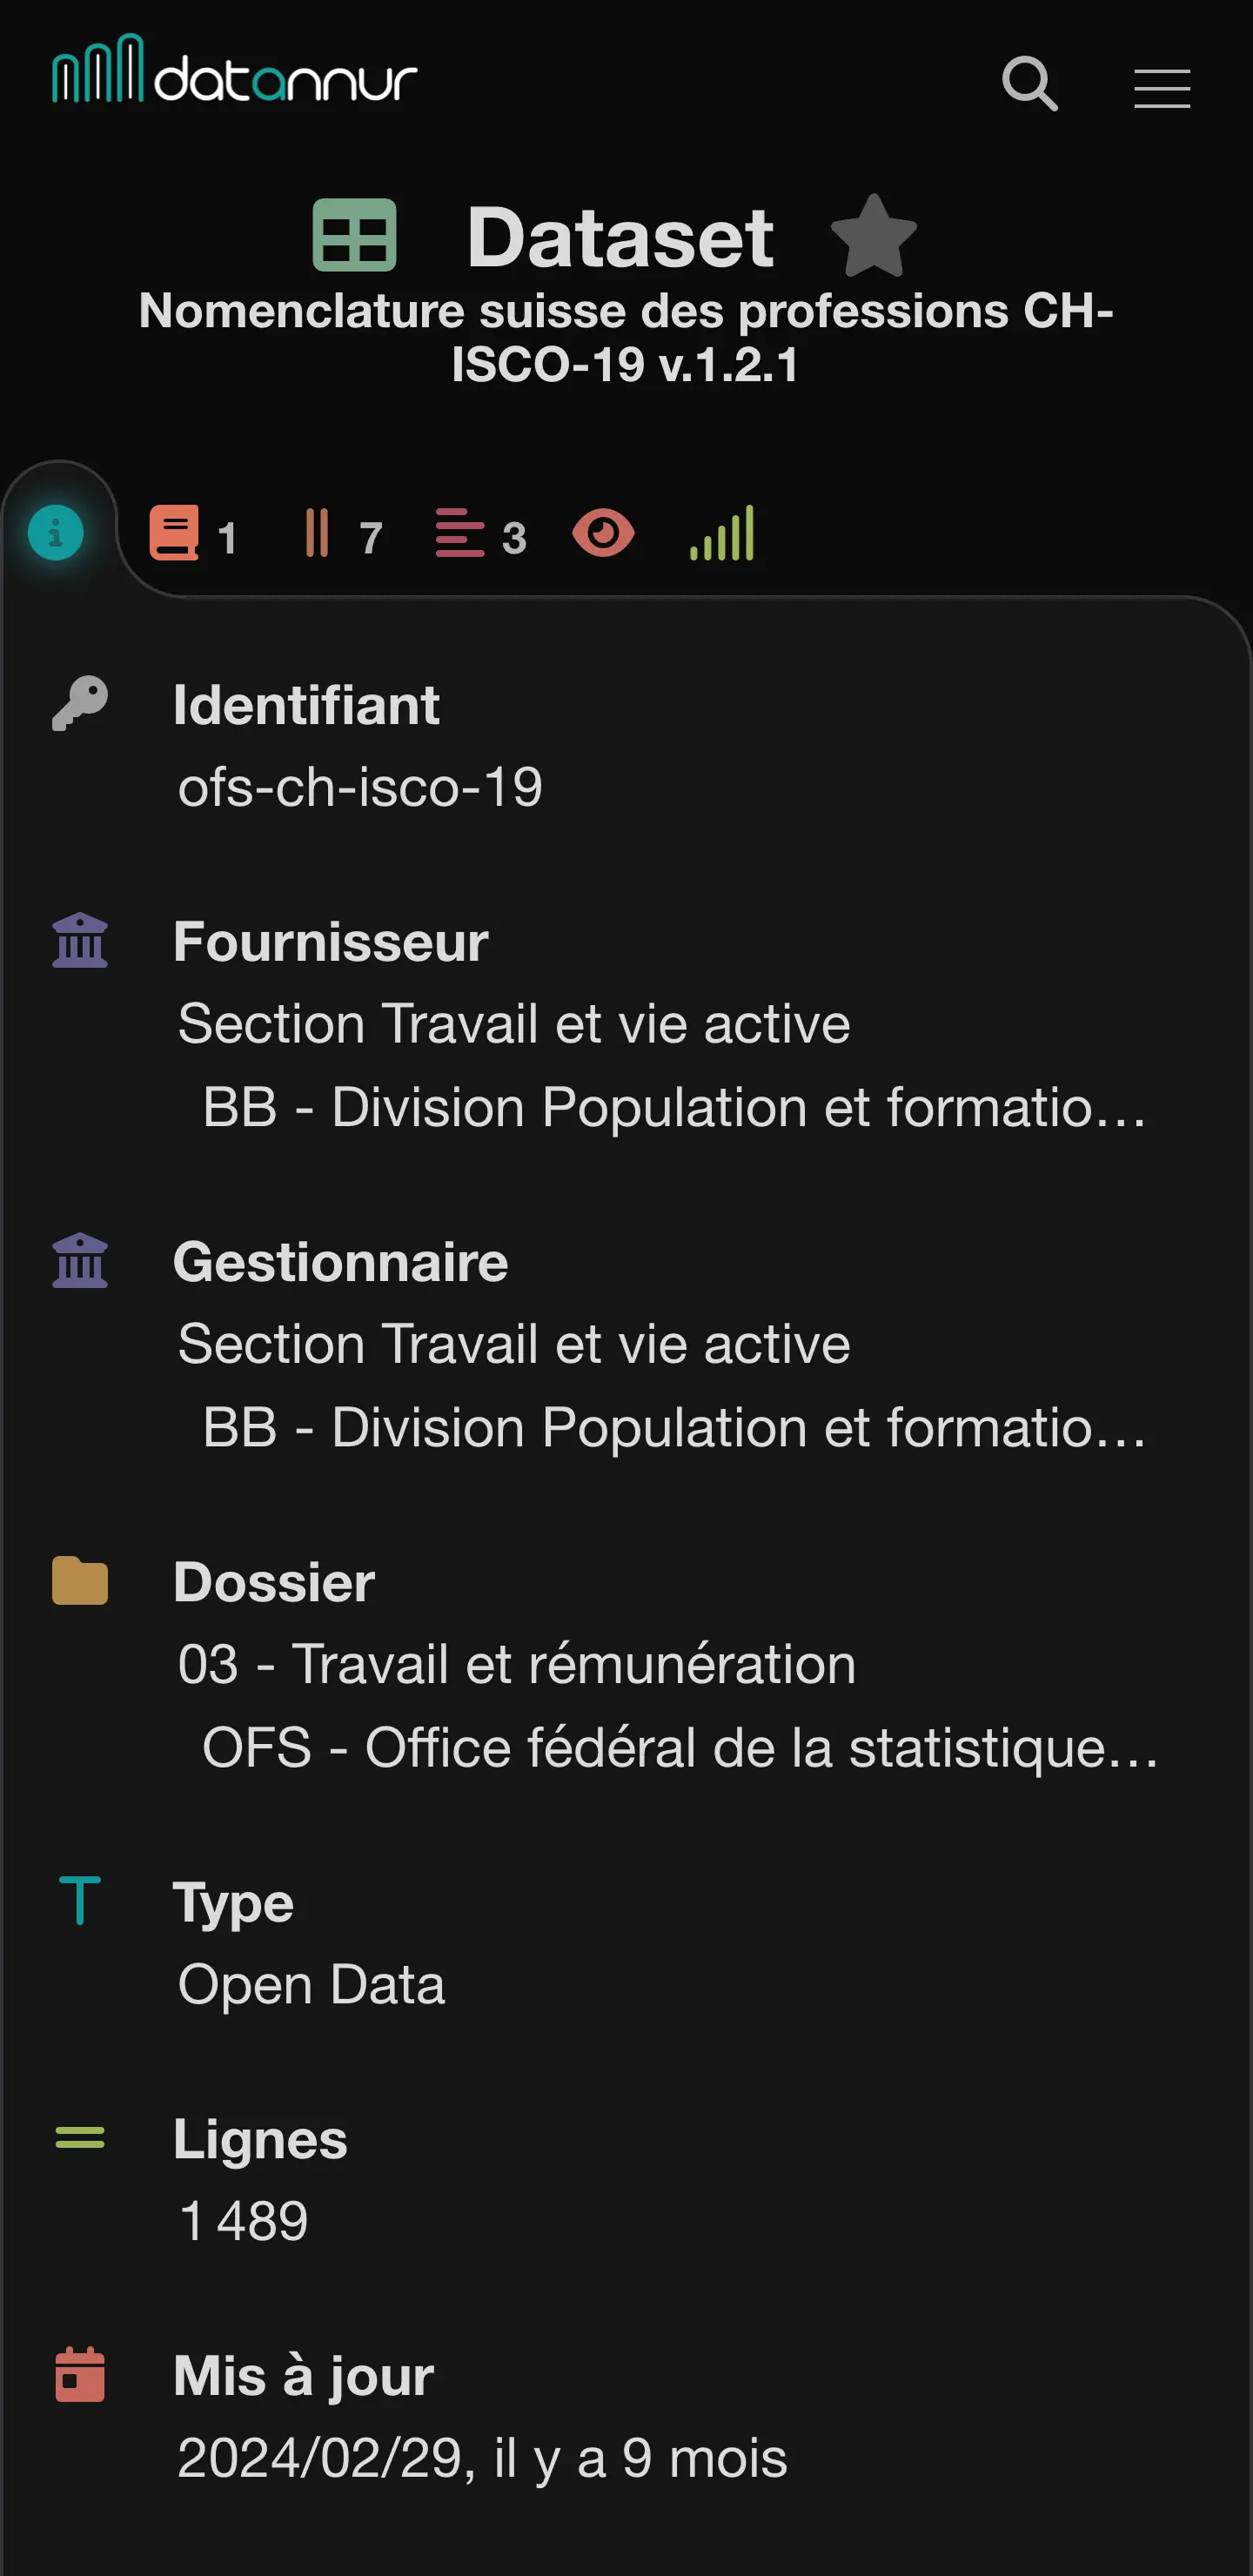 datannur
Dataset
Nomenclature suisse des professions CH-
ISCO-19 v.1.2.1
1 7 3
Identifiant
ofs-ch-isco-19
Fournisseur
Section Travail et vie active
BB - Division Population et formatio…
Gestionnaire
Section Travail et vie active
BB - Division Population et formatio…
Dossier
03 - Travail et rémunération
OFS - Office fédéral de la statistique…
Type
Open Data
Lignes
1 489
Mis à jour
2024/02/29, il y a 9 mois